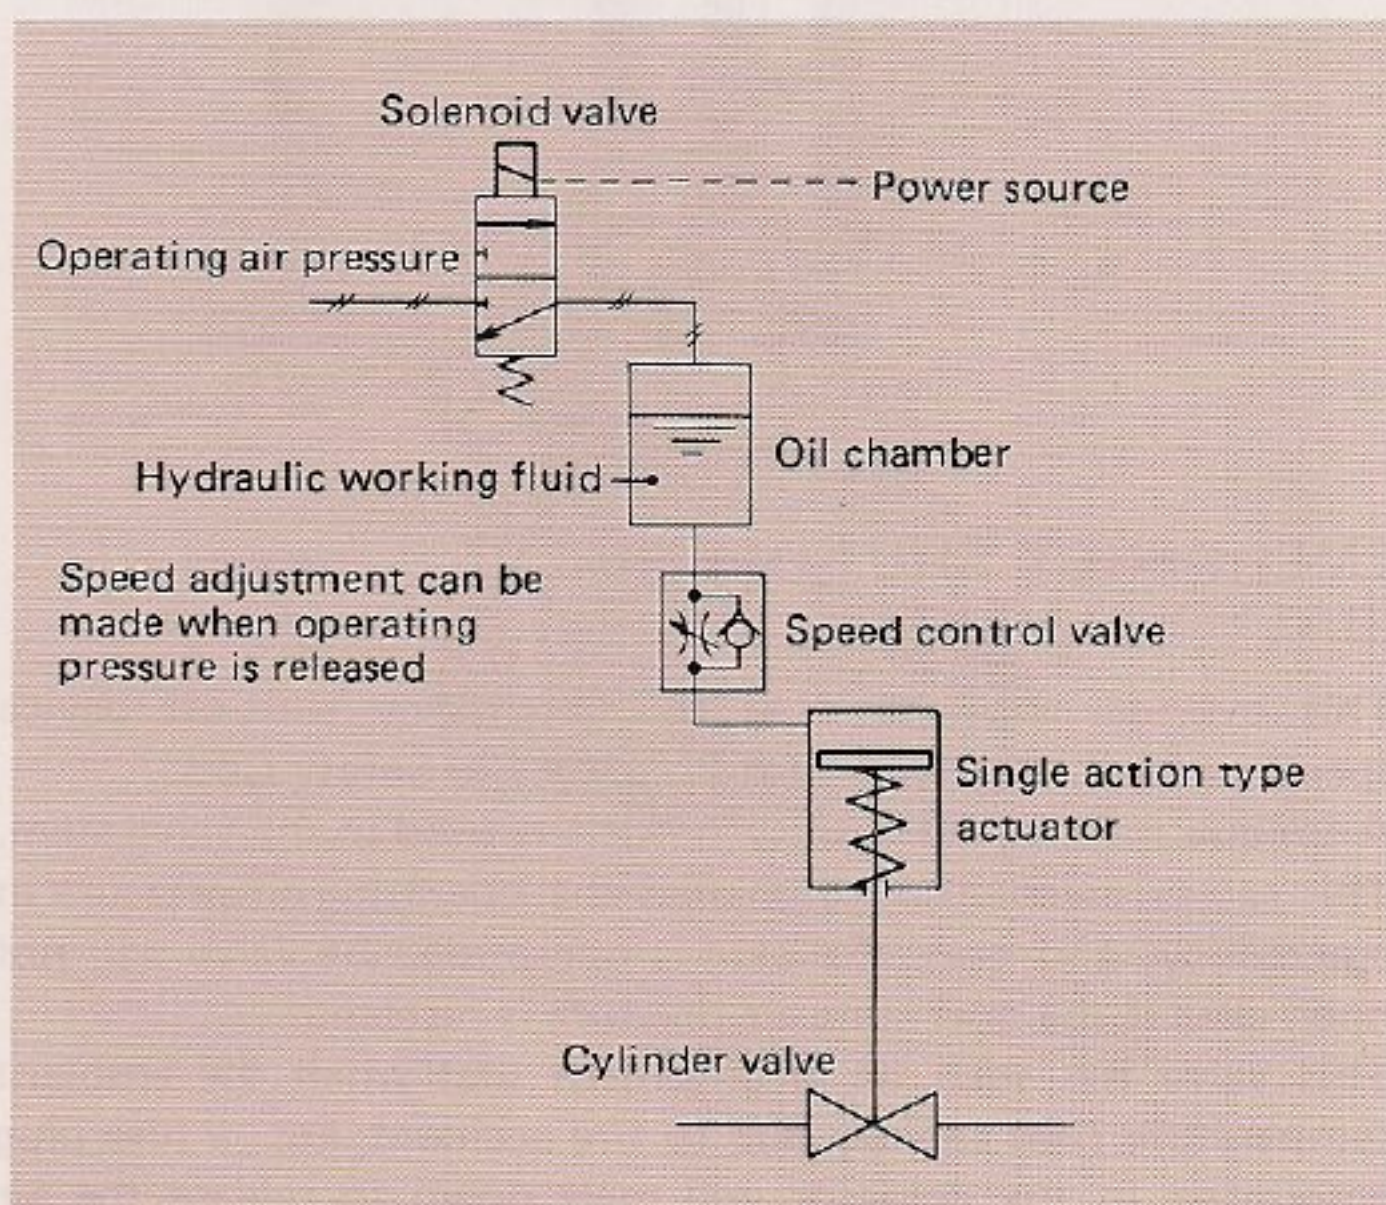 Solenoid valve
Power source
Operating air pressure
Oil chamber
Hydraulic working fluid
Speed adjustment can be
made when operating
pressure is released
Speed control valve
Single action type
actuator
Cylinder valve